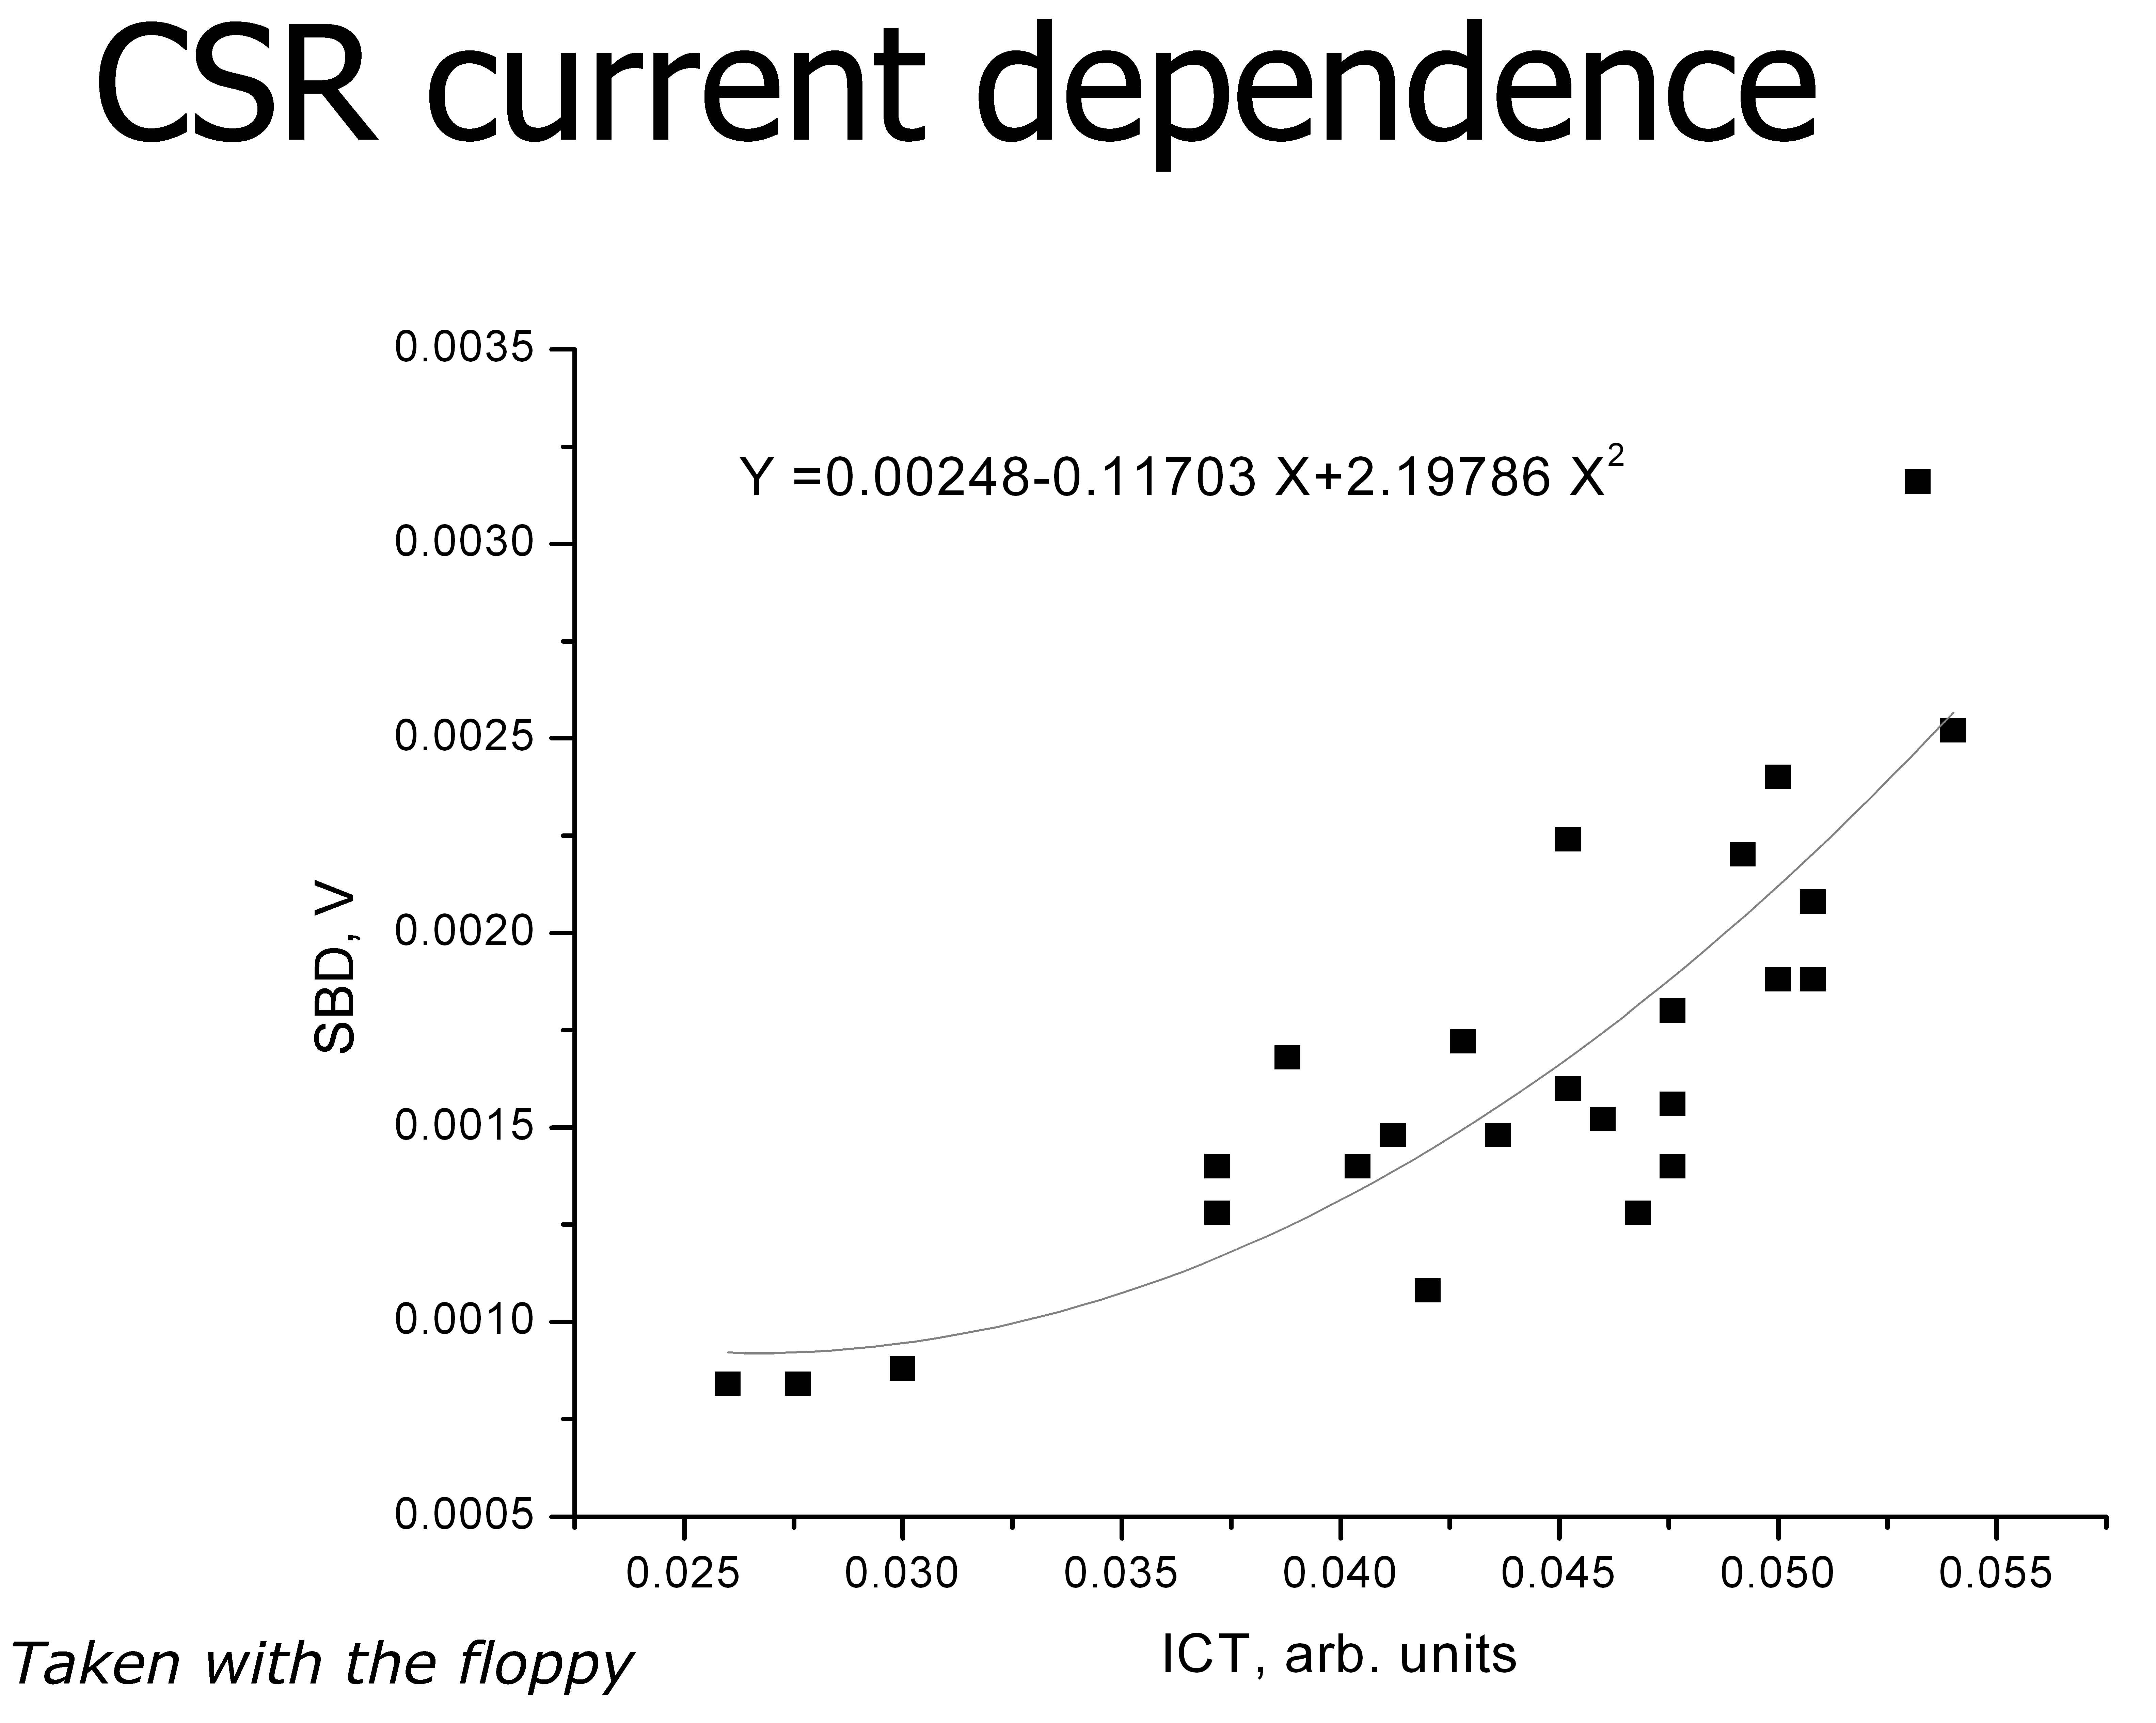 CSR current dependence
0.0035
Y =0.00248-0.11703 X+2.19786 X²
0.0030
0.0025
SBD, V
0.0020
0.0015
0.0010
0.0005
0.025 0.030 0.035 0.040 0.045 0.050 0.055
ICT, arb. units
Taken with the floppy